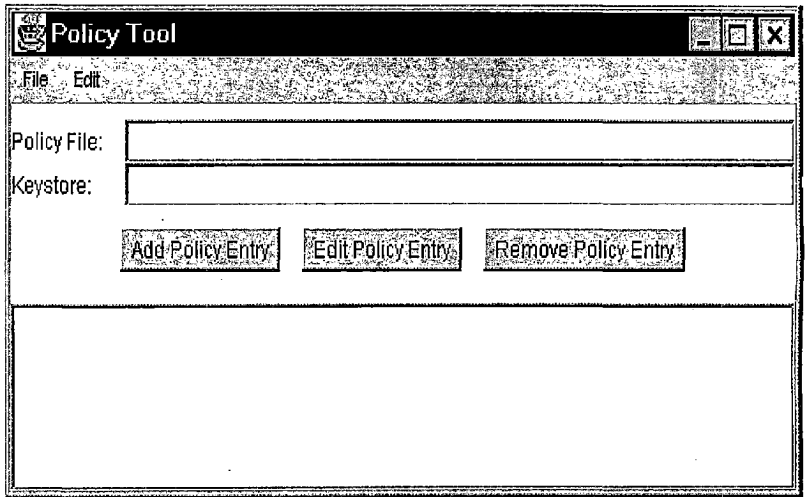 Policy Tool
File Edit
Policy File:
Keystore:
Add Policy Entry Edit Policy Entry Remove Policy Entry